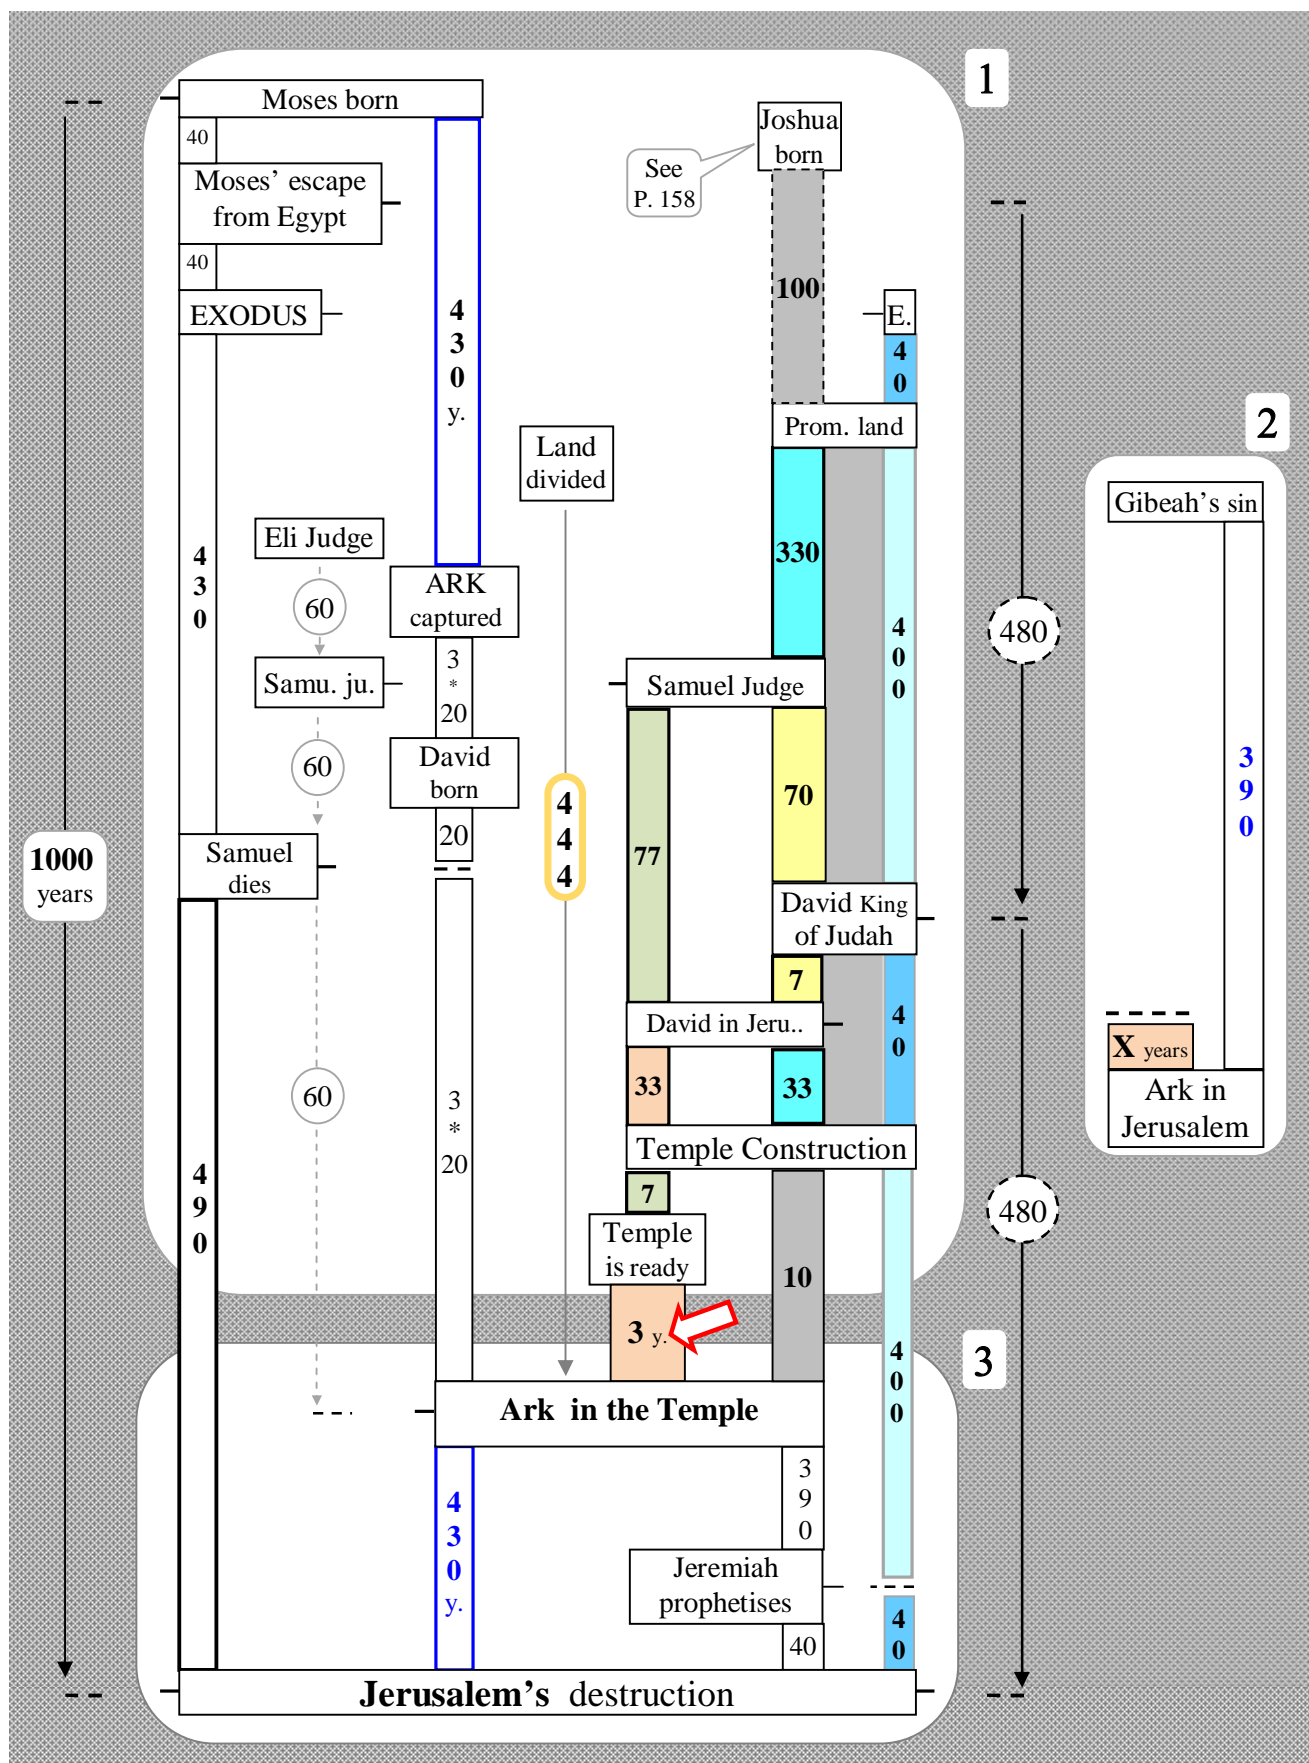 1
Moses born
Joshua
born
See
P. 158
40
Moses’ escape
from Egypt
40
EXODUS
4
3
0
y.
100
E.
4
0
Prom. land
2
Land
divided
Gibeah’s sin
Eli Judge
330
4
3
0
ARK
captured
60
480
4
0
0
3
*
20
Samu. ju.
Samuel Judge
60
David
born
70
3
9
0
4
4
4
20
77
1000
years
Samuel
dies
David King
of Judah
7
David in Jeru..
4
0
X years
33
33
60
3
*
20
Ark in
Jerusalem
Temple Construction
4
9
0
7
480
Temple
is ready
10
3 y.
3
4
0
0
Ark in the Temple
3
9
0
4
3
0
y.
Jeremiah
prophetises
40
4
0
Jerusalem’s destruction